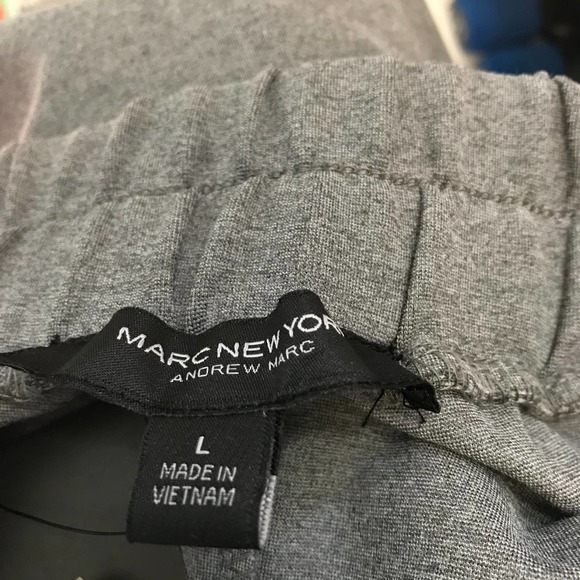 MARC NEW YORK
ANDREW MARC
L
MADE IN
VIETNAM